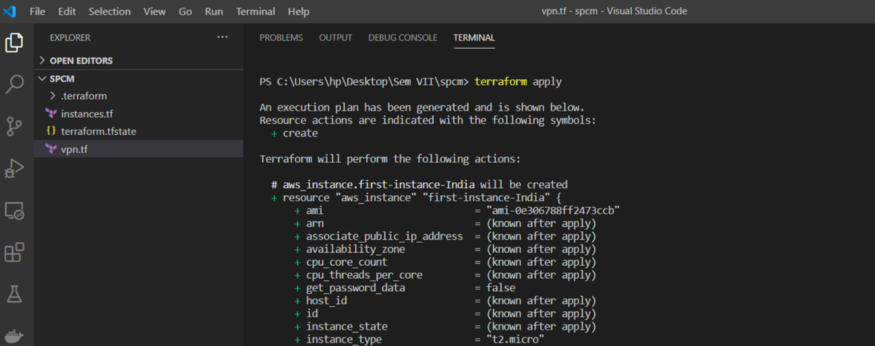 File Edit Selection View Go Run Terminal Help vpn.tf - spcm - Visual Studio Code
EXPLORER ...
OPEN EDITORS
SPCM
.terraform
instances.tf
{} terraform.tfstate
vpn.tf
PROBLEMS OUTPUT DEBUG CONSOLE TERMINAL
PS C:\Users\hp\Desktop\Sem VII\spcm> terraform apply
An execution plan has been generated and is shown below.
Resource actions are indicated with the following symbols:
+ create
Terraform will perform the following actions:
# aws_instance.first-instance-India will be created
+ resource "aws_instance" "first-instance-India" {
+ ami = "ami-0e306788ff2473ccb"
+ arn = (known after apply)
+ associate_public_ip_address = (known after apply)
+ availability_zone = (known after apply)
+ cpu_core_count = (known after apply)
+ cpu_threads_per_core = (known after apply)
+ get_password_data = false
+ host_id = (known after apply)
+ id = (known after apply)
+ instance_state = (known after apply)
+ instance_type = "t2.micro"